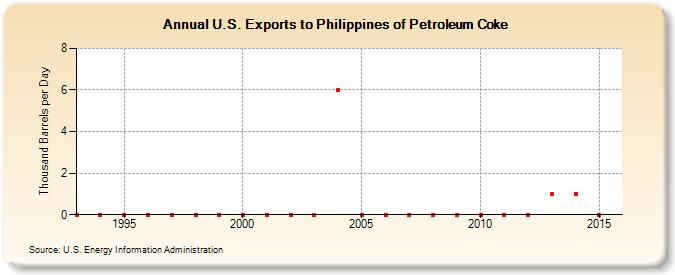 Annual U.S. Exports to Philippines of Petroleum Coke
Thousand Barrels per Day
8
6
4
2
0
1995 2000 2005 2010 2015
Source: U.S. Energy Information Administration